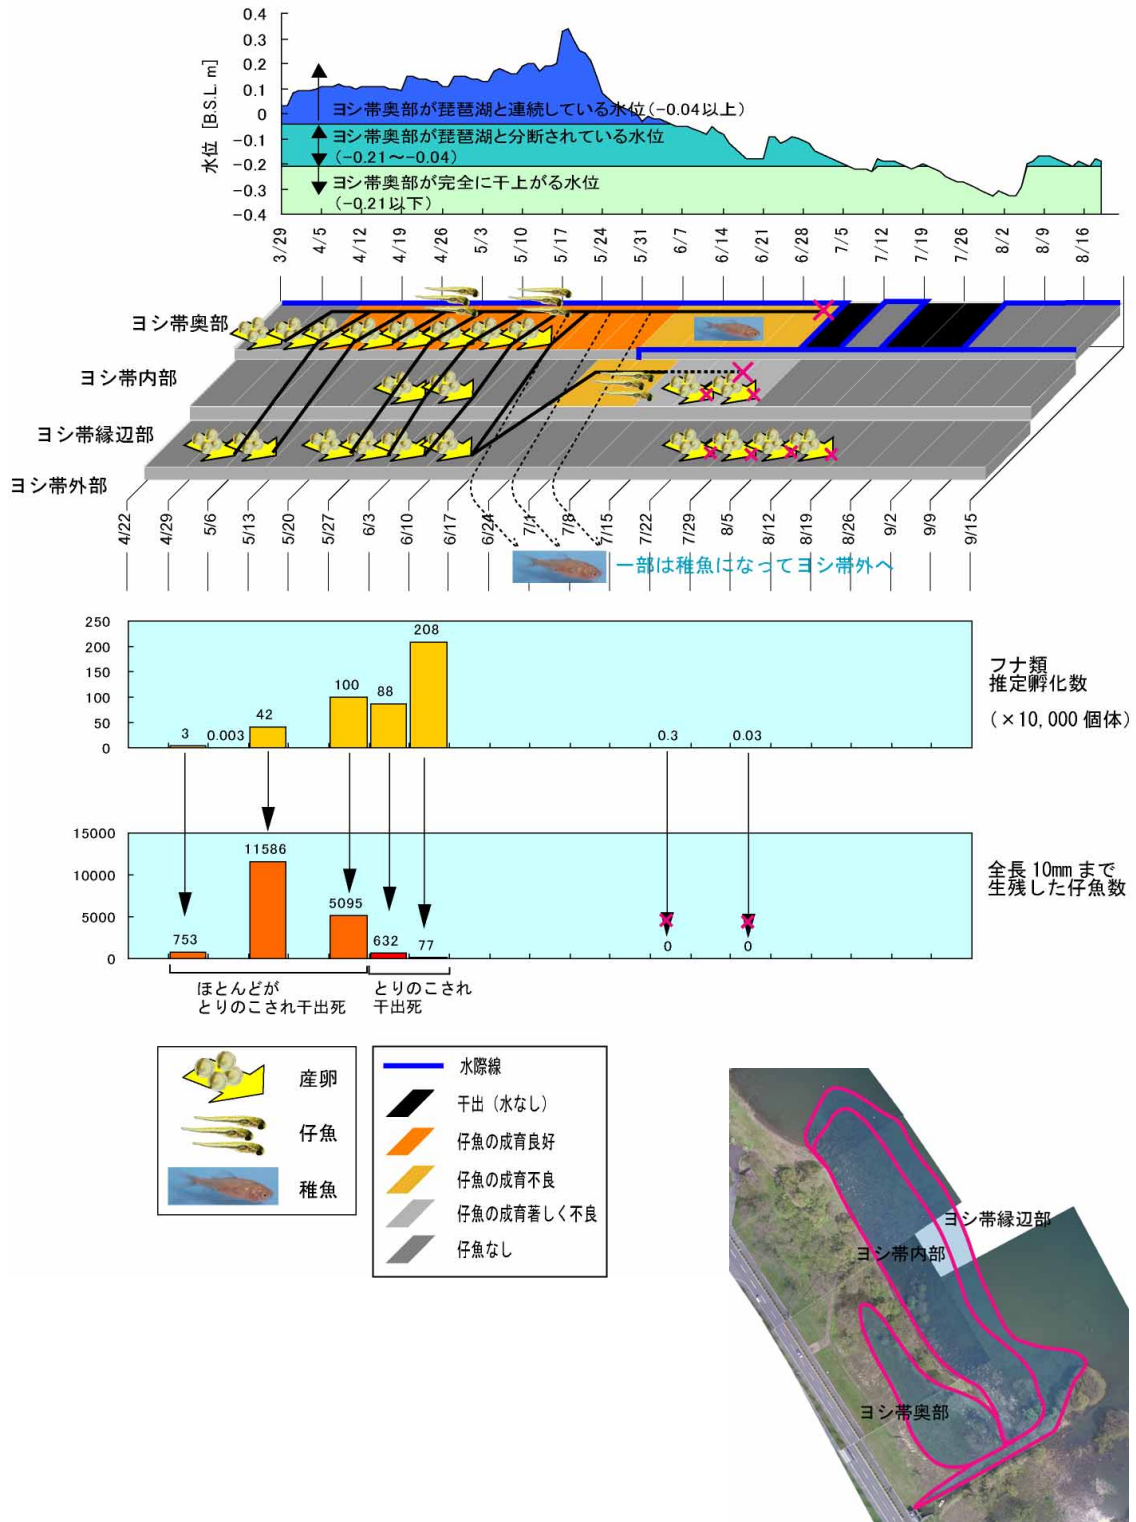 0.4
0.3
0.2
0.1
0
-0.1
-0.2
-0.3
-0.4
水位 [B.S.L. m]
ヨシ帯奥部が琵琶湖と連続している水位(-0.04以上)
ヨシ帯奥部が琵琶湖と分断されている水位
(-0.21～-0.04)
ヨシ帯奥部が完全に干上がる水位
(-0.21以下)
3/29 4/5 4/12 4/19 4/26 5/3 5/10 5/17 5/24 5/31 6/7 6/14 6/21 6/28 7/5 7/12 7/19 7/26 8/2 8/9 8/16
ヨシ帯奥部
ヨシ帯内部
ヨシ帯縁辺部
ヨシ帯外部
4/22 4/29 5/6 5/13 5/20 5/27 6/3 6/10 6/17 6/24 7/1 7/8 7/15 7/22 7/29 8/5 8/12 8/19 8/26 9/2 9/9 9/15
一部は稚魚になってヨシ帯外へ
250
200
150
100
50
0
3 0.003 42 100 88 208 0.3 0.03
フナ類
推定孵化数
(×10,000 個体)
15000
10000
5000
0
753 11586 5095 632 77 0 0
全長10mmまで
生残した仔魚数
ほとんどが
とりのこされ干出死
とりのこされ
干出死
産卵
仔魚
稚魚
水際線
干出（水なし）
仔魚の成育良好
仔魚の成育不良
仔魚の成育著しく不良
仔魚なし
ヨシ帯縁辺部
ヨシ帯内部
ヨシ帯奥部